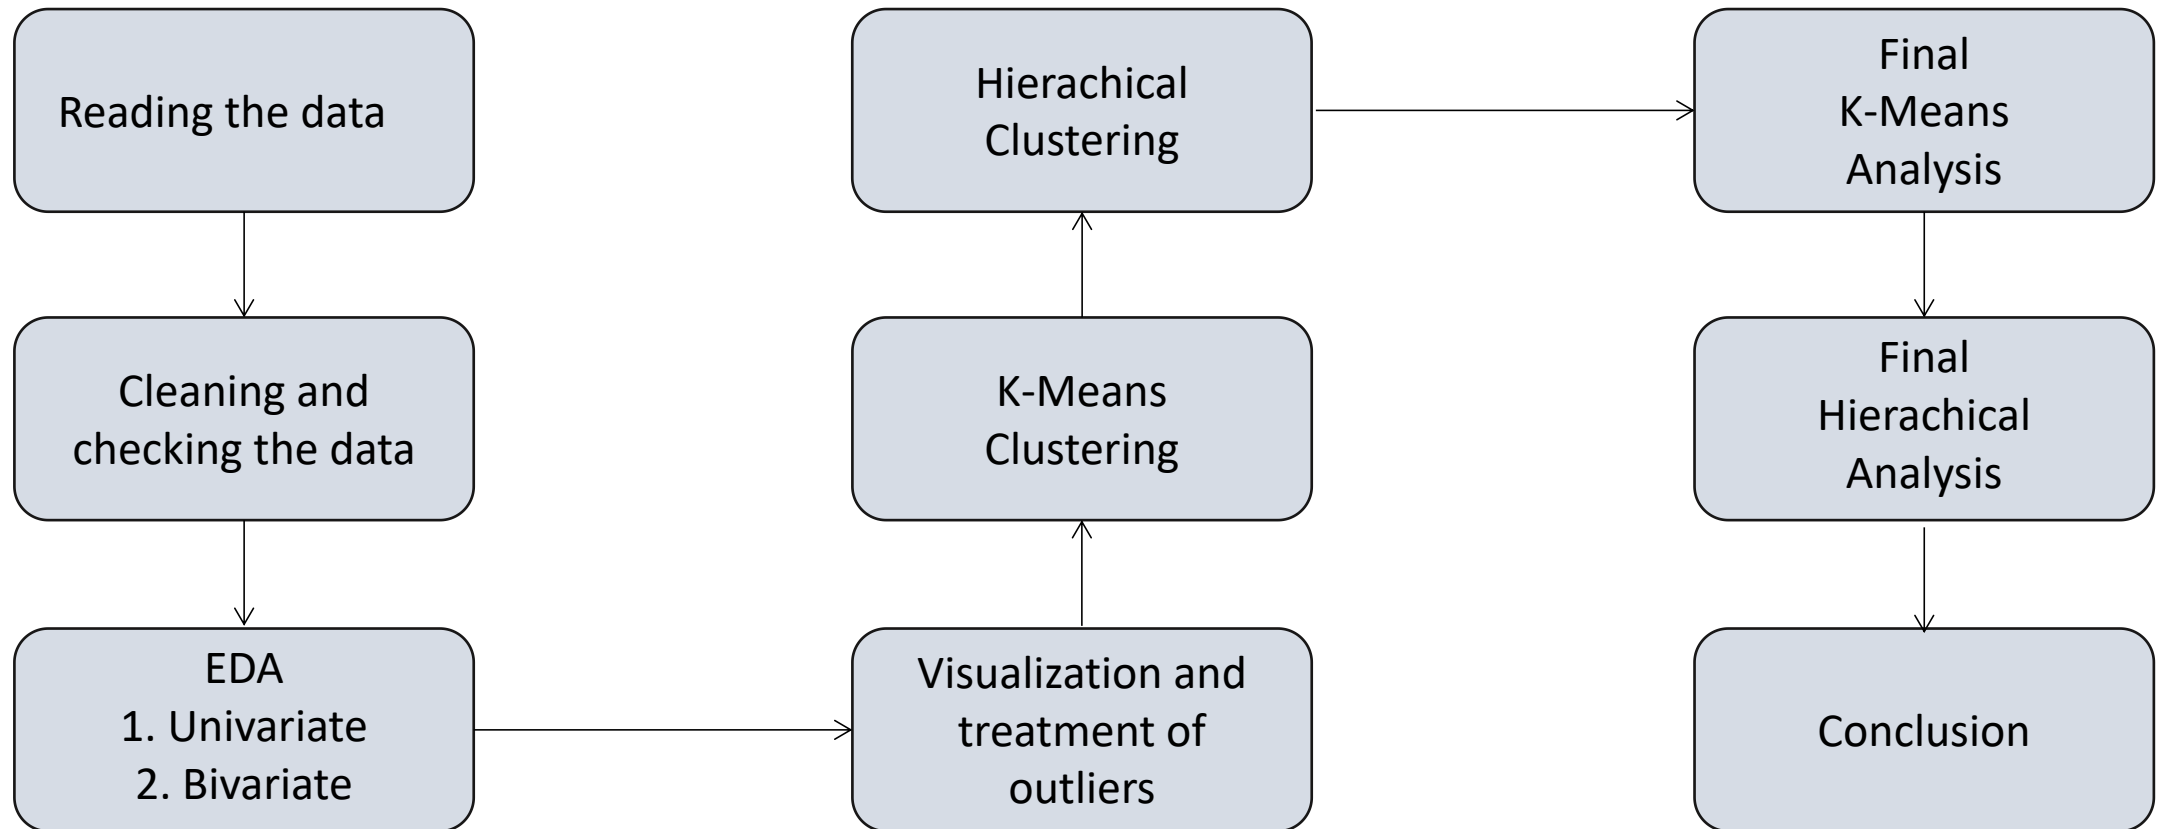 Reading the data
Cleaning and
checking the data
EDA
1. Univariate
2. Bivariate
Visualization and
treatment of
outliers
K-Means
Clustering
Hierachical
Clustering
Final
K-Means
Analysis
Final
Hierachical
Analysis
Conclusion